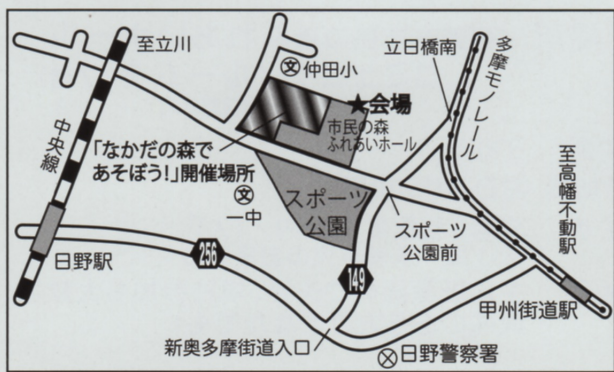 至立川
㊛仲田小
立日橋南
多摩モノレール
★会場
市民の森
ふれあいホール
中央線
「なかだの森で
あそぼう!」開催場所
文
一中
スポーツ
公園
スポーツ
公園前
至高幡不動駅
日野駅
256
149
甲州街道駅
新奥多摩街道入口
日野警察署